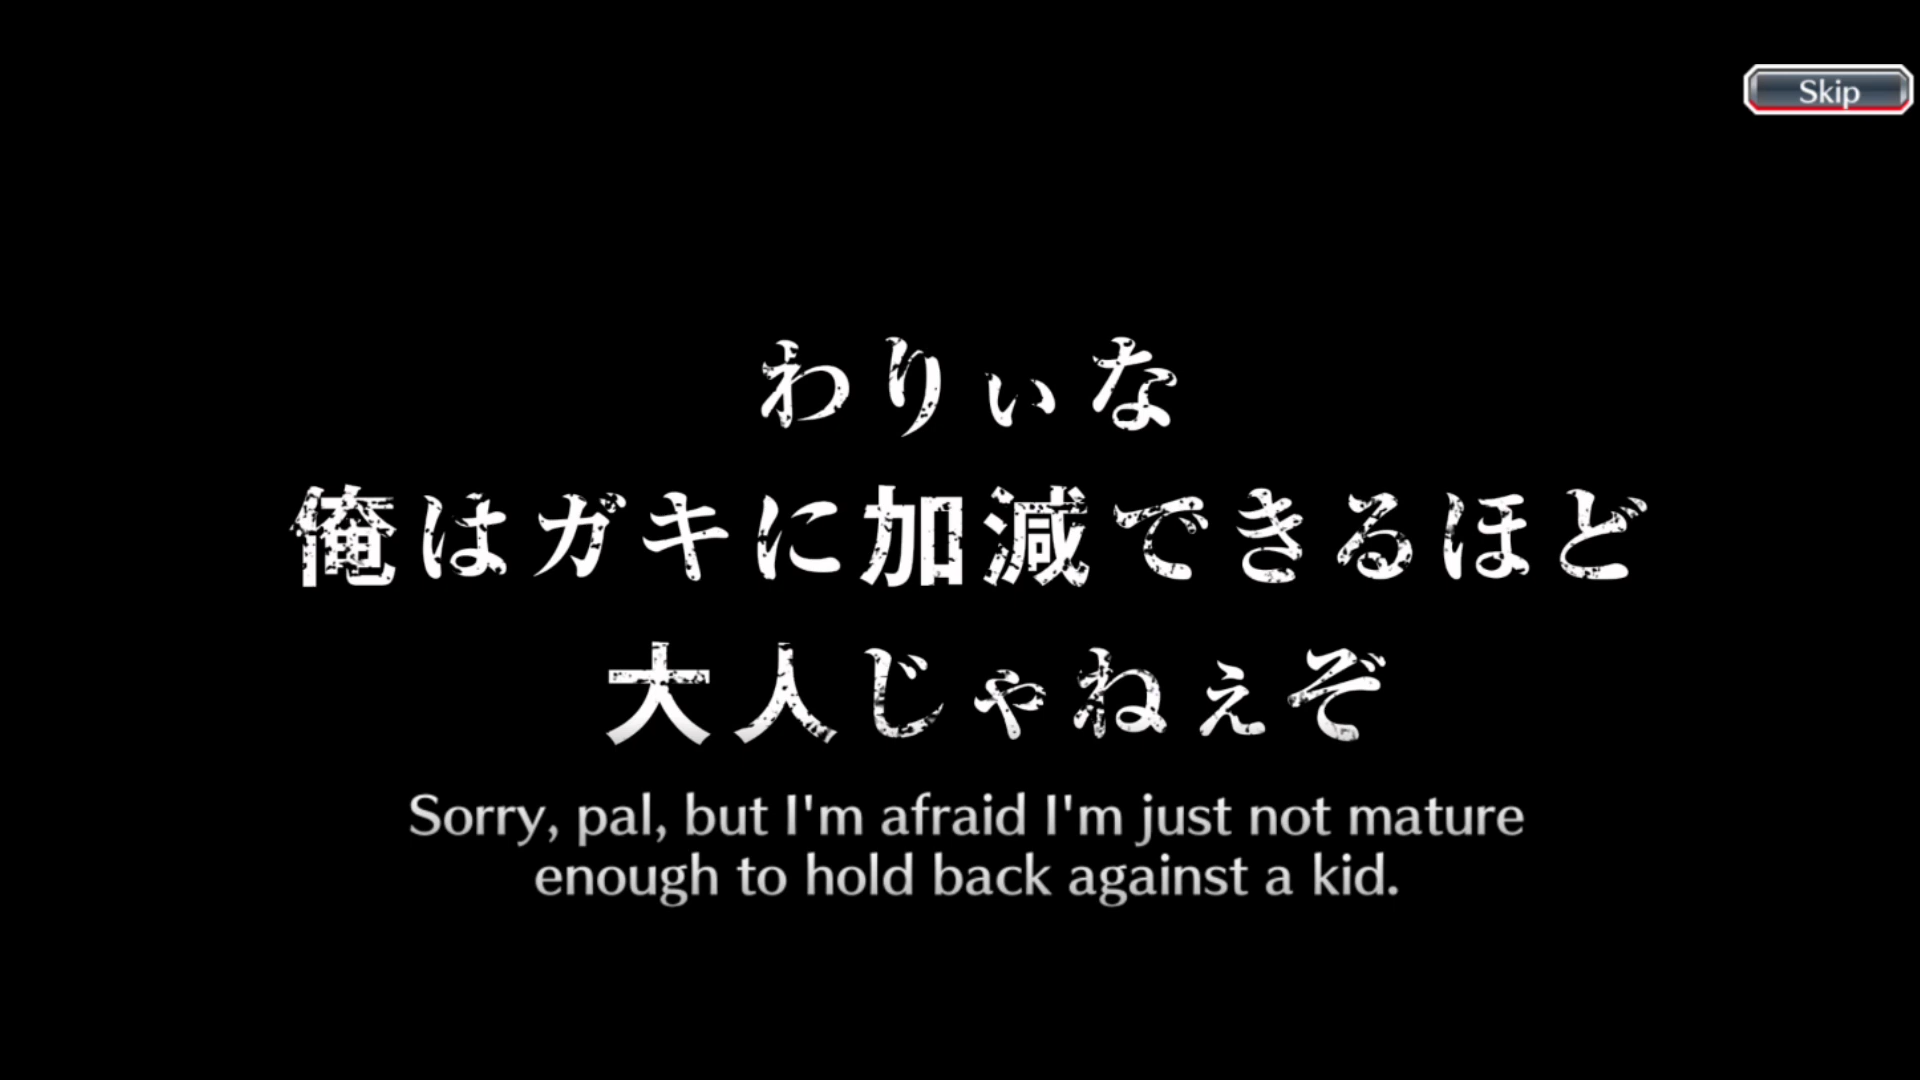 Skip
わりぃな
俺はガキに加減できるほど
大人じゃねぇぞ
Sorry, pal, but I'm afraid I'm just not mature
enough to hold back against a kid.